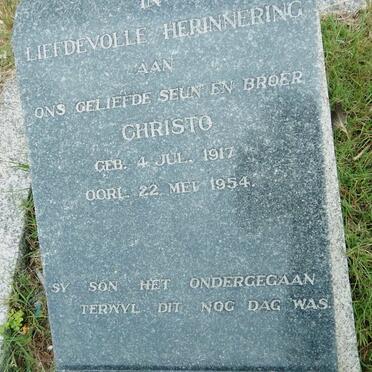 IN
LIEFDEVOLLE HERINNERING
AAN
ONS GELIEFDE SEUN EN BROER
CHRISTO
GEB. 4 JUL. 1917
OORL. 22 MEI 1954.
SY SON HET ONDERGEGAAN
TERWYL DIT NOG DAG WAS.